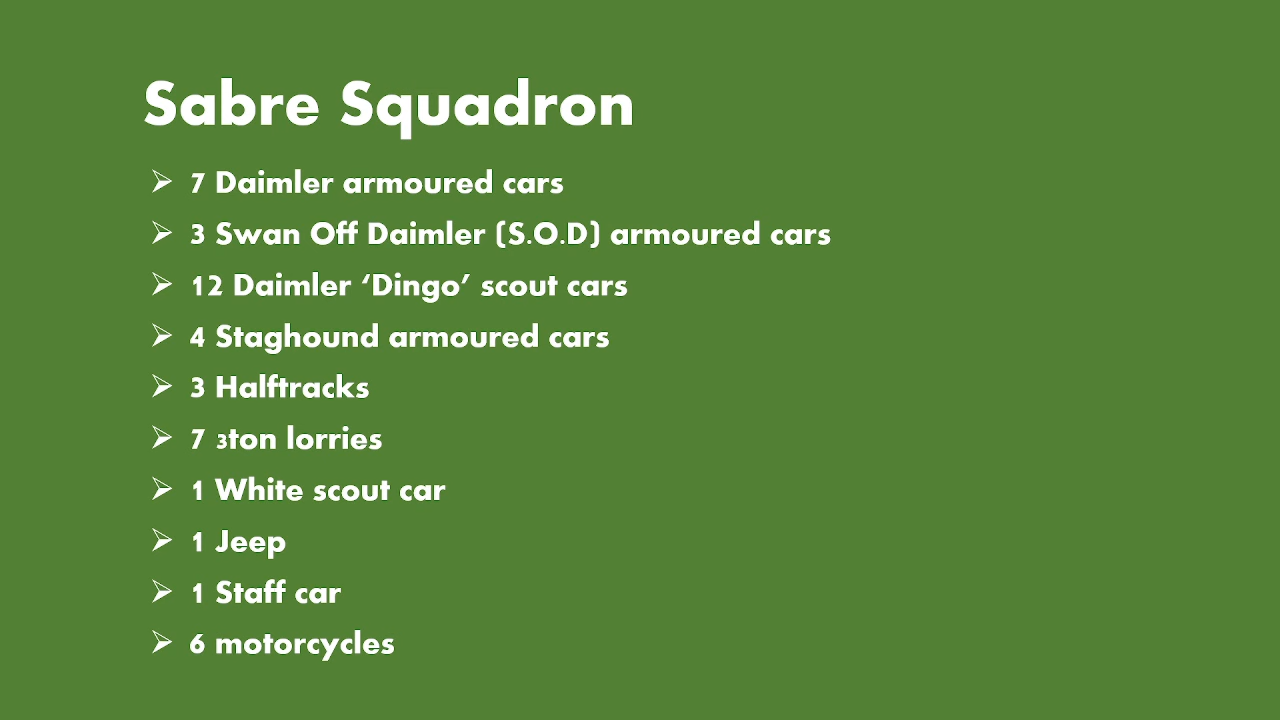 Sabre Squadron
➢ 7 Daimler armoured cars
➢ 3 Swan Off Daimler (S.O.D) armoured cars
➢ 12 Daimler ‘Dingo’ scout cars
➢ 4 Staghound armoured cars
➢ 3 Halftracks
➢ 7 3ton lorries
➢ 1 White scout car
➢ 1 Jeep
➢ 1 Staff car
➢ 6 motorcycles